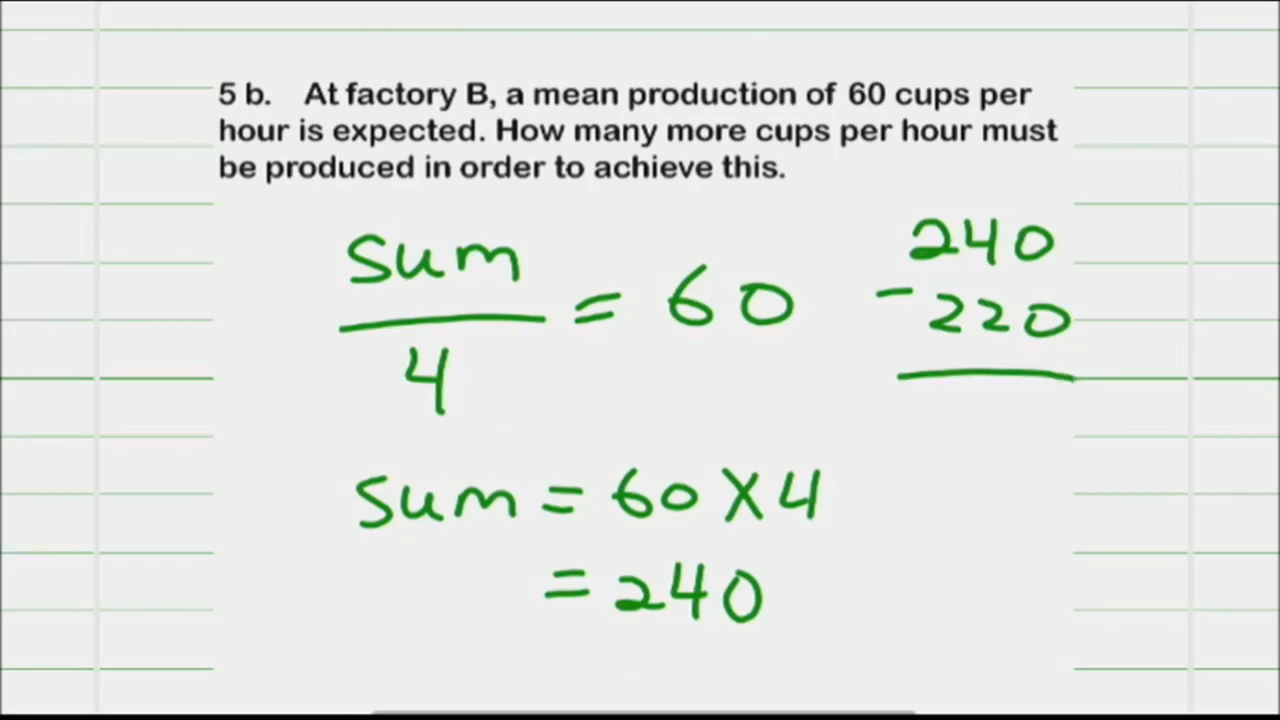 5 b. At factory B, a mean production of 60 cups per
hour is expected. How many more cups per hour must
be produced in order to achieve this.
sum
4
= 60
sum = 60 X 4
= 240
240
- 220